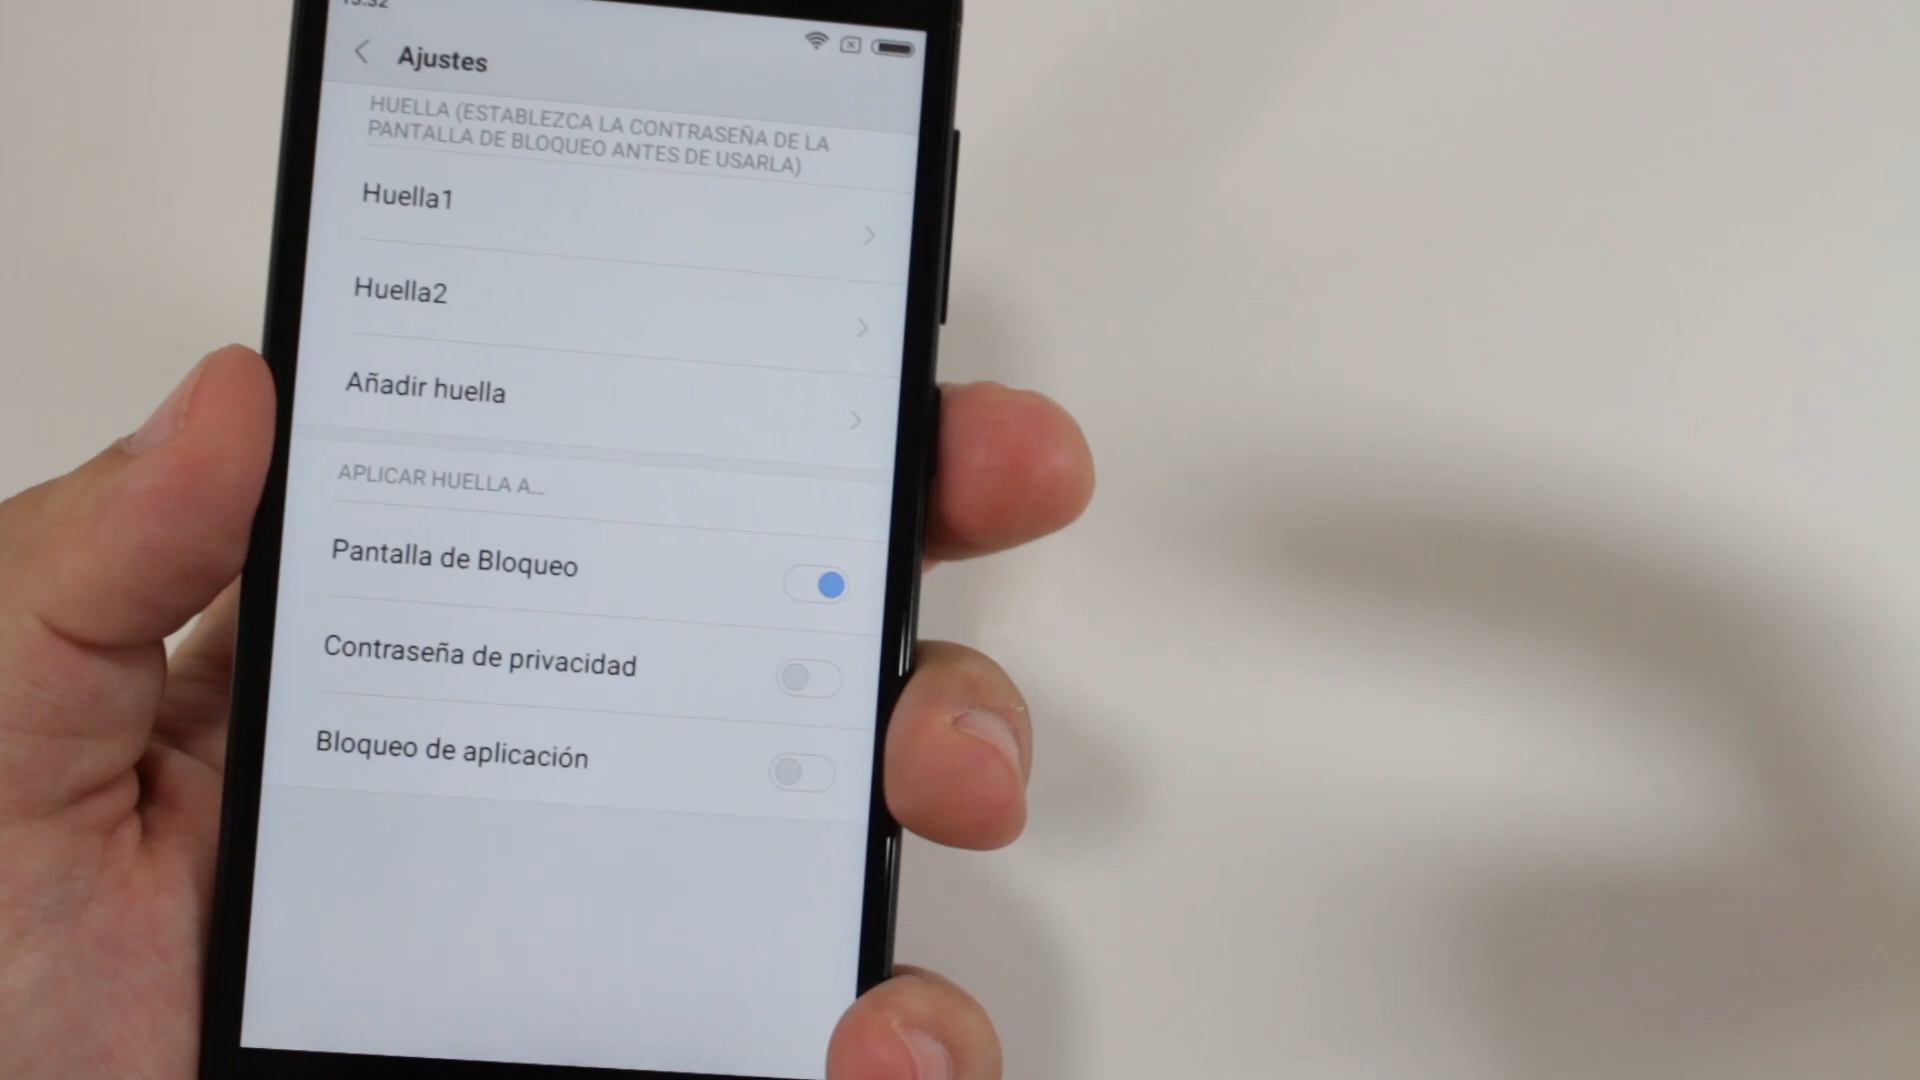 Ajustes
HUELLA (ESTABLEZCA LA CONTRASEÑA DE LA
PANTALLA DE BLOQUEO ANTES DE USARLA)
Huella1
Huella2
Añadir huella
APLICAR HUELLA A...
Pantalla de Bloqueo
Contraseña de privacidad
Bloqueo de aplicación